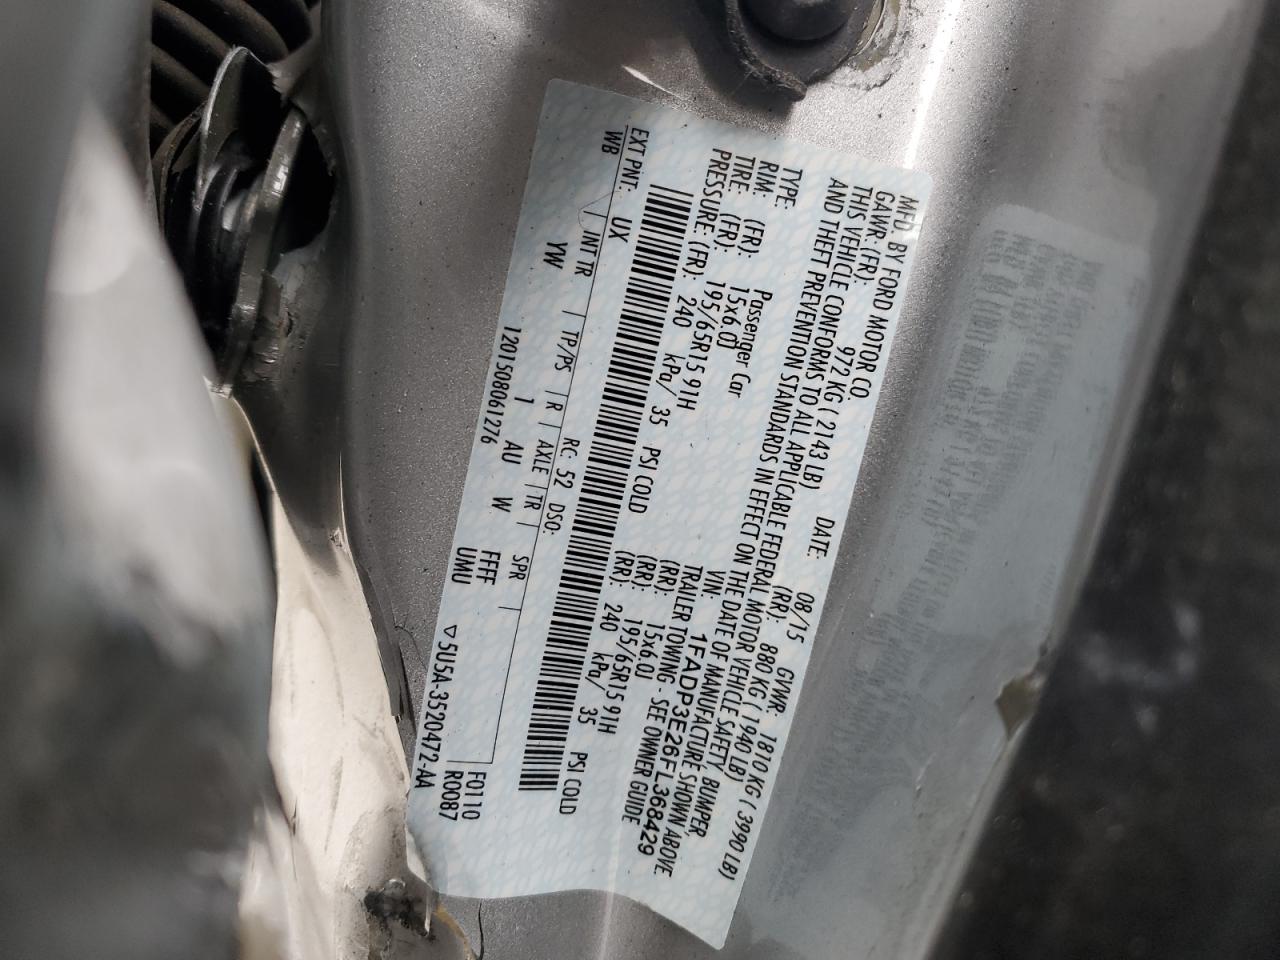 MFD. BY FORD MOTOR CO. DATE: 08/15 GVWR: 1810 KG ( 3990 LB)
GAWR: (FR): 972 KG ( 2143 LB) (RR): 880 KG ( 1940 LB)
THIS VEHICLE CONFORMS TO ALL APPLICABLE FEDERAL MOTOR VEHICLE SAFETY, BUMPER,
AND THEFT PREVENTION STANDARDS IN EFFECT ON THE DATE OF MANUFACTURE SHOWN ABOVE.
VIN: 1FADP3E26FL368429
TYPE: Passenger Car TRAILER TOWING - SEE OWNER GUIDE
RIM: (FR): 15x6.0J (RR): 15x6.0J
TIRE: (FR): 195/65R15 91H (RR): 195/65R15 91H
PRESSURE: (FR): 240 kPa/ 35 PSI COLD (RR): 240 kPa/ 35 PSI COLD
EXT PNT: UX RC: 52 DSO:
WB INT TR TP/PS R AXLE TR SPR F0110
YW 1 AU W FFFF R0087
1201508061276 UMU ▽5U5A-3520472-AA